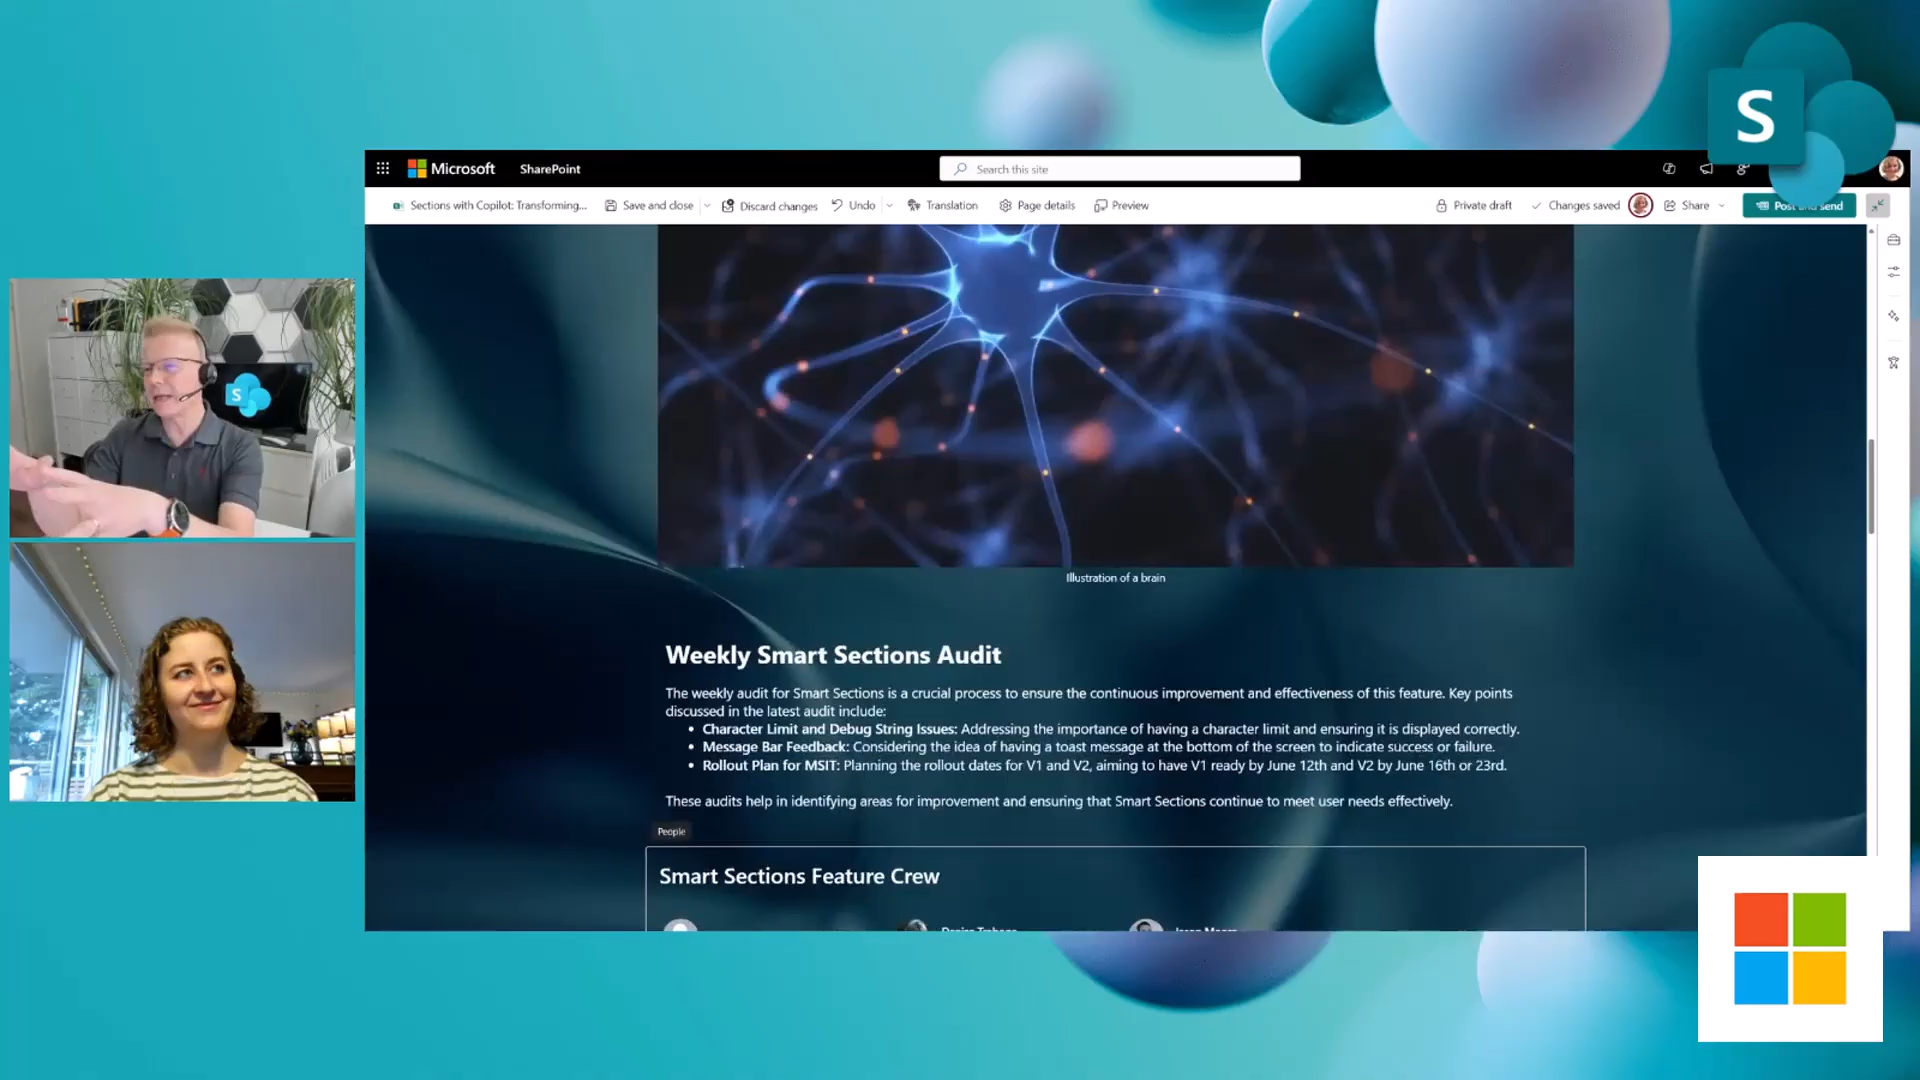 S
Microsoft
SharePoint
Search this site
Sections with Copilot: Transforming...
Save and close
Discard changes
Undo
Translation
Page details
Preview
Private draft
Changes saved
Share
Post and send
S
Illustration of a brain
Weekly Smart Sections Audit
The weekly audit for Smart Sections is a crucial process to ensure the continuous improvement and effectiveness of this feature. Key points
discussed in the latest audit include:
• Character Limit and Debug String Issues: Addressing the importance of having a character limit and ensuring it is displayed correctly.
• Message Bar Feedback: Considering the idea of having a toast message at the bottom of the screen to indicate success or failure.
• Rollout Plan for MSIT: Planning the rollout dates for V1 and V2, aiming to have V1 ready by June 12th and V2 by June 16th or 23rd.
These audits help in identifying areas for improvement and ensuring that Smart Sections continue to meet user needs effectively.
People
Smart Sections Feature Crew